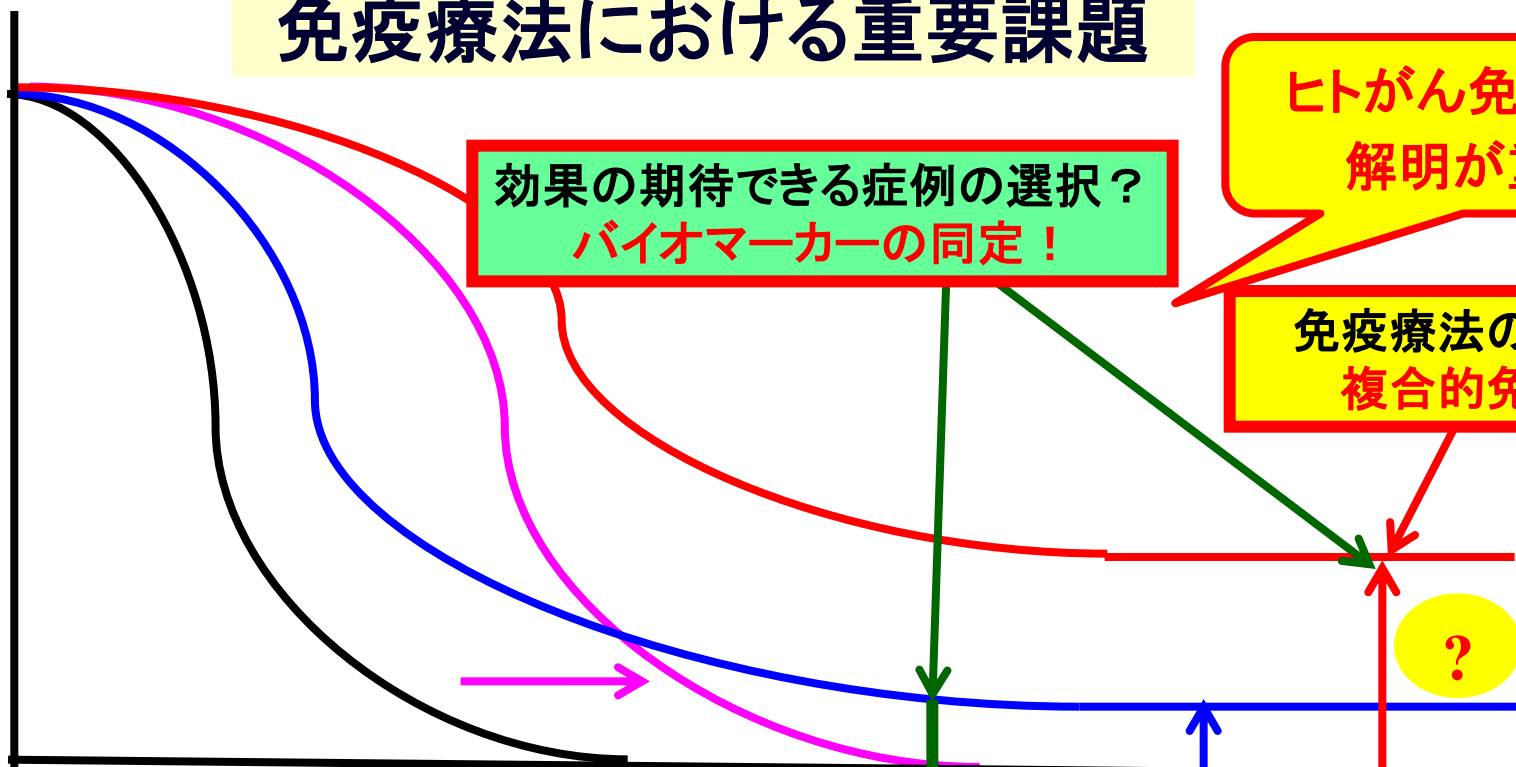 免疫療法における重要課題
ヒトがん免
解明が
効果の期待できる症例の選択？
バイオマーカーの同定！
免疫療法の
複合的免
?